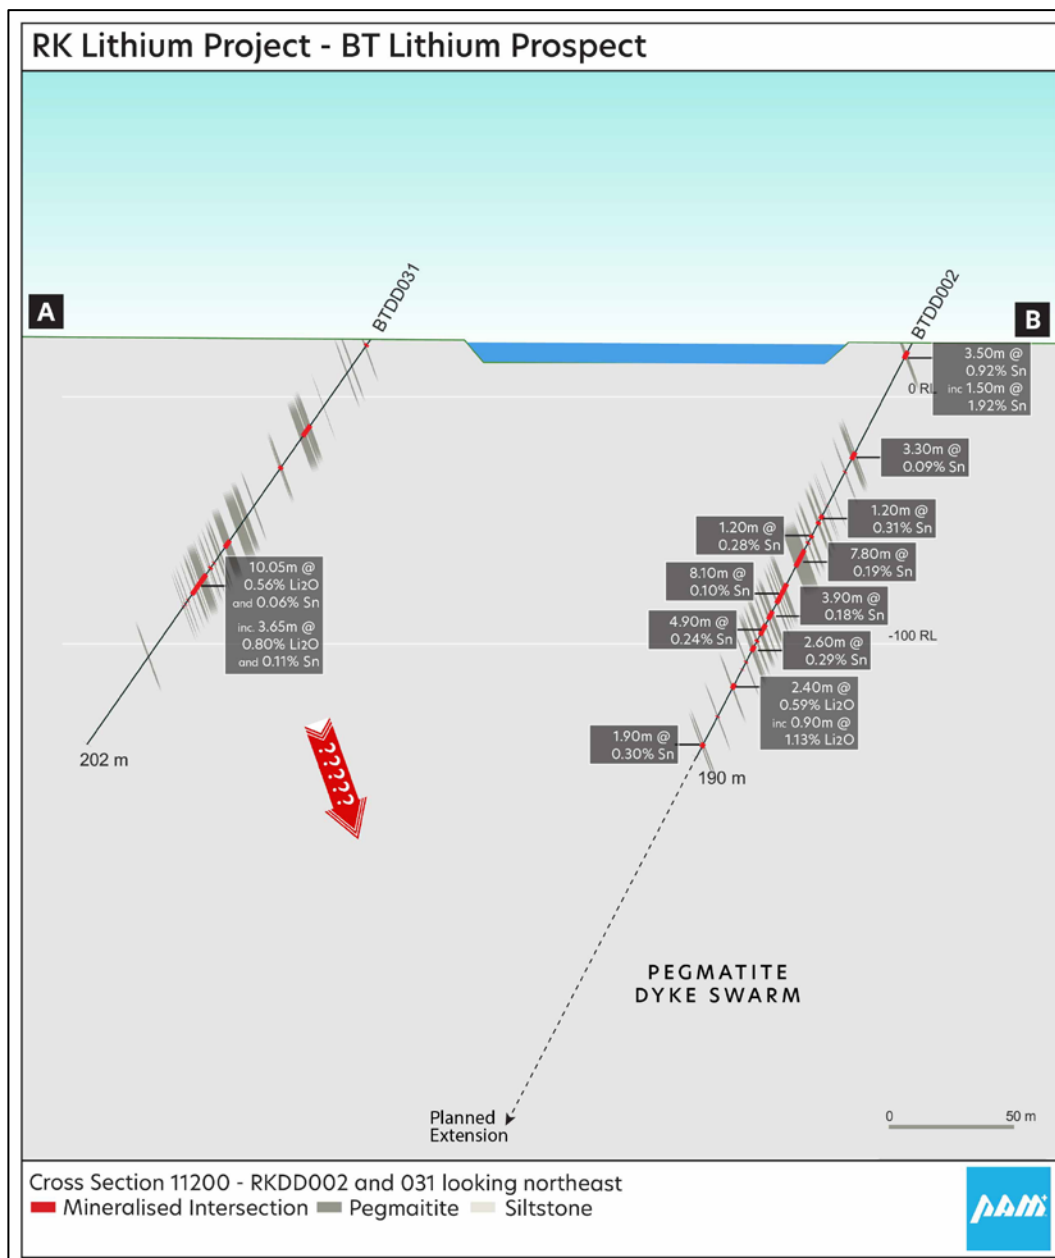 RK Lithium Project - BT Lithium Prospect
A
BTDD031
BTDD002
B
3.50m @
0.92% Sn
inc 1.50m @
1.92% Sn
0 RL
3.30m @
0.09% Sn
1.20m @
0.31% Sn
1.20m @
0.28% Sn
7.80m @
0.19% Sn
8.10m @
0.10% Sn
3.90m @
0.18% Sn
4.90m @
0.24% Sn
-100 RL
2.60m @
0.29% Sn
10.05m @
0.56% Li2O
and 0.06% Sn
inc. 3.65m @
0.80% Li2O
and 0.11% Sn
2.40m @
0.59% Li2O
inc 0.90m @
1.13% Li2O
1.90m @
0.30% Sn
202 m
190 m
?????
PEGMATITE
DYKE SWARM
Planned
Extension
0 50 m
Cross Section 11200 - RKDD002 and 031 looking northeast
Mineralised Intersection Pegmaitite Siltstone
PAM